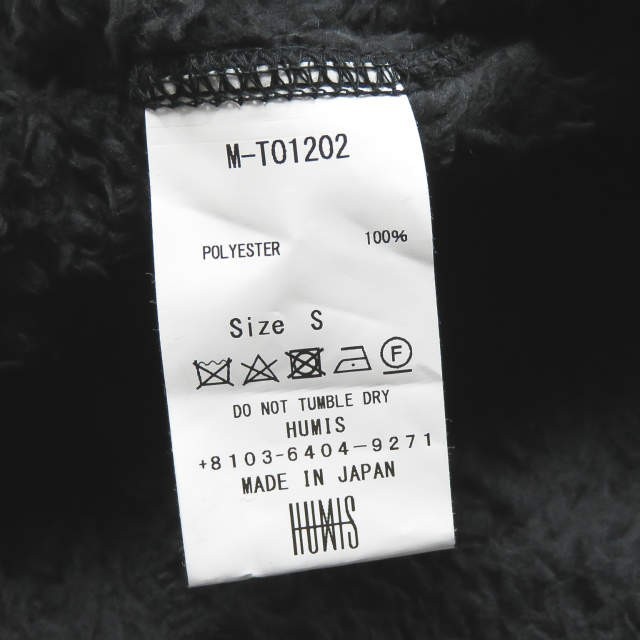 M-T01202
POLYESTER 100%
Size S
F
DO NOT TUMBLE DRY
HUMIS
+8103-6404-9271
MADE IN JAPAN
HUMIS